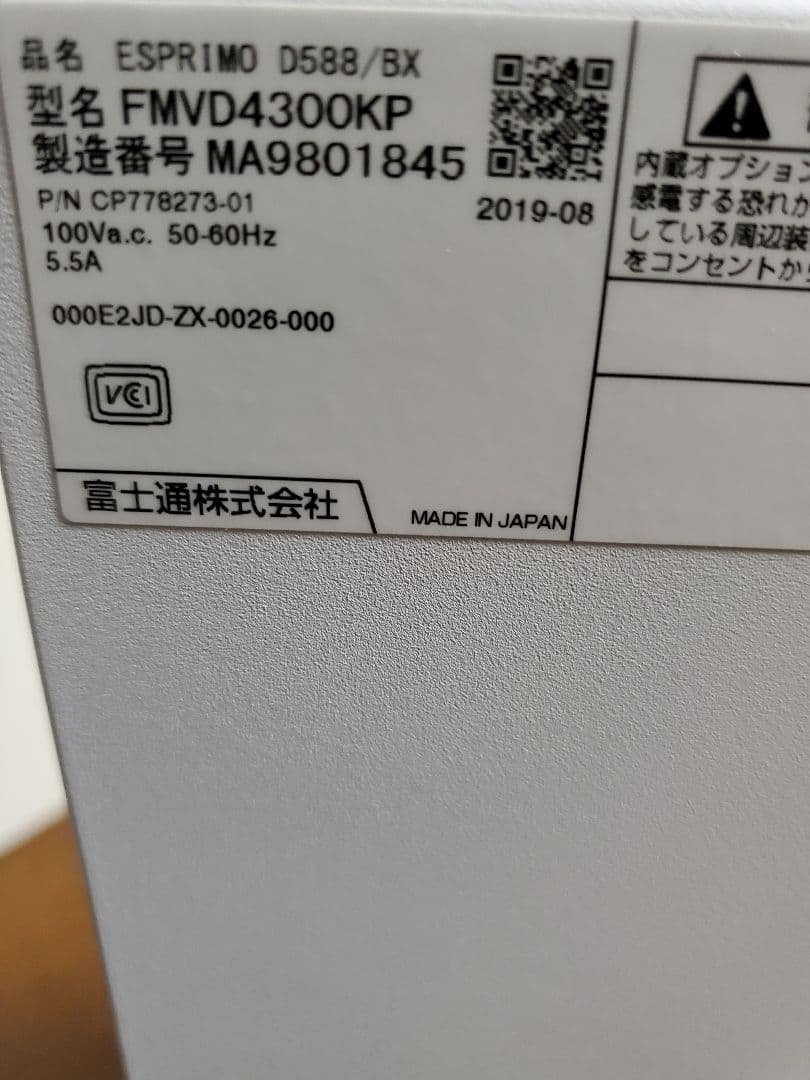 品名 ESPRIMO D588/BX
型名 FMVD4300KP
製造番号 MA9801845
P/N CP778273-01
2019-08
100Va.c. 50-60Hz
5.5A
000E2JD-ZX-0026-000
VCCI
富士通株式会社
MADE IN JAPAN
内蔵オプション
感電する恐れが
している周辺装
をコンセントか